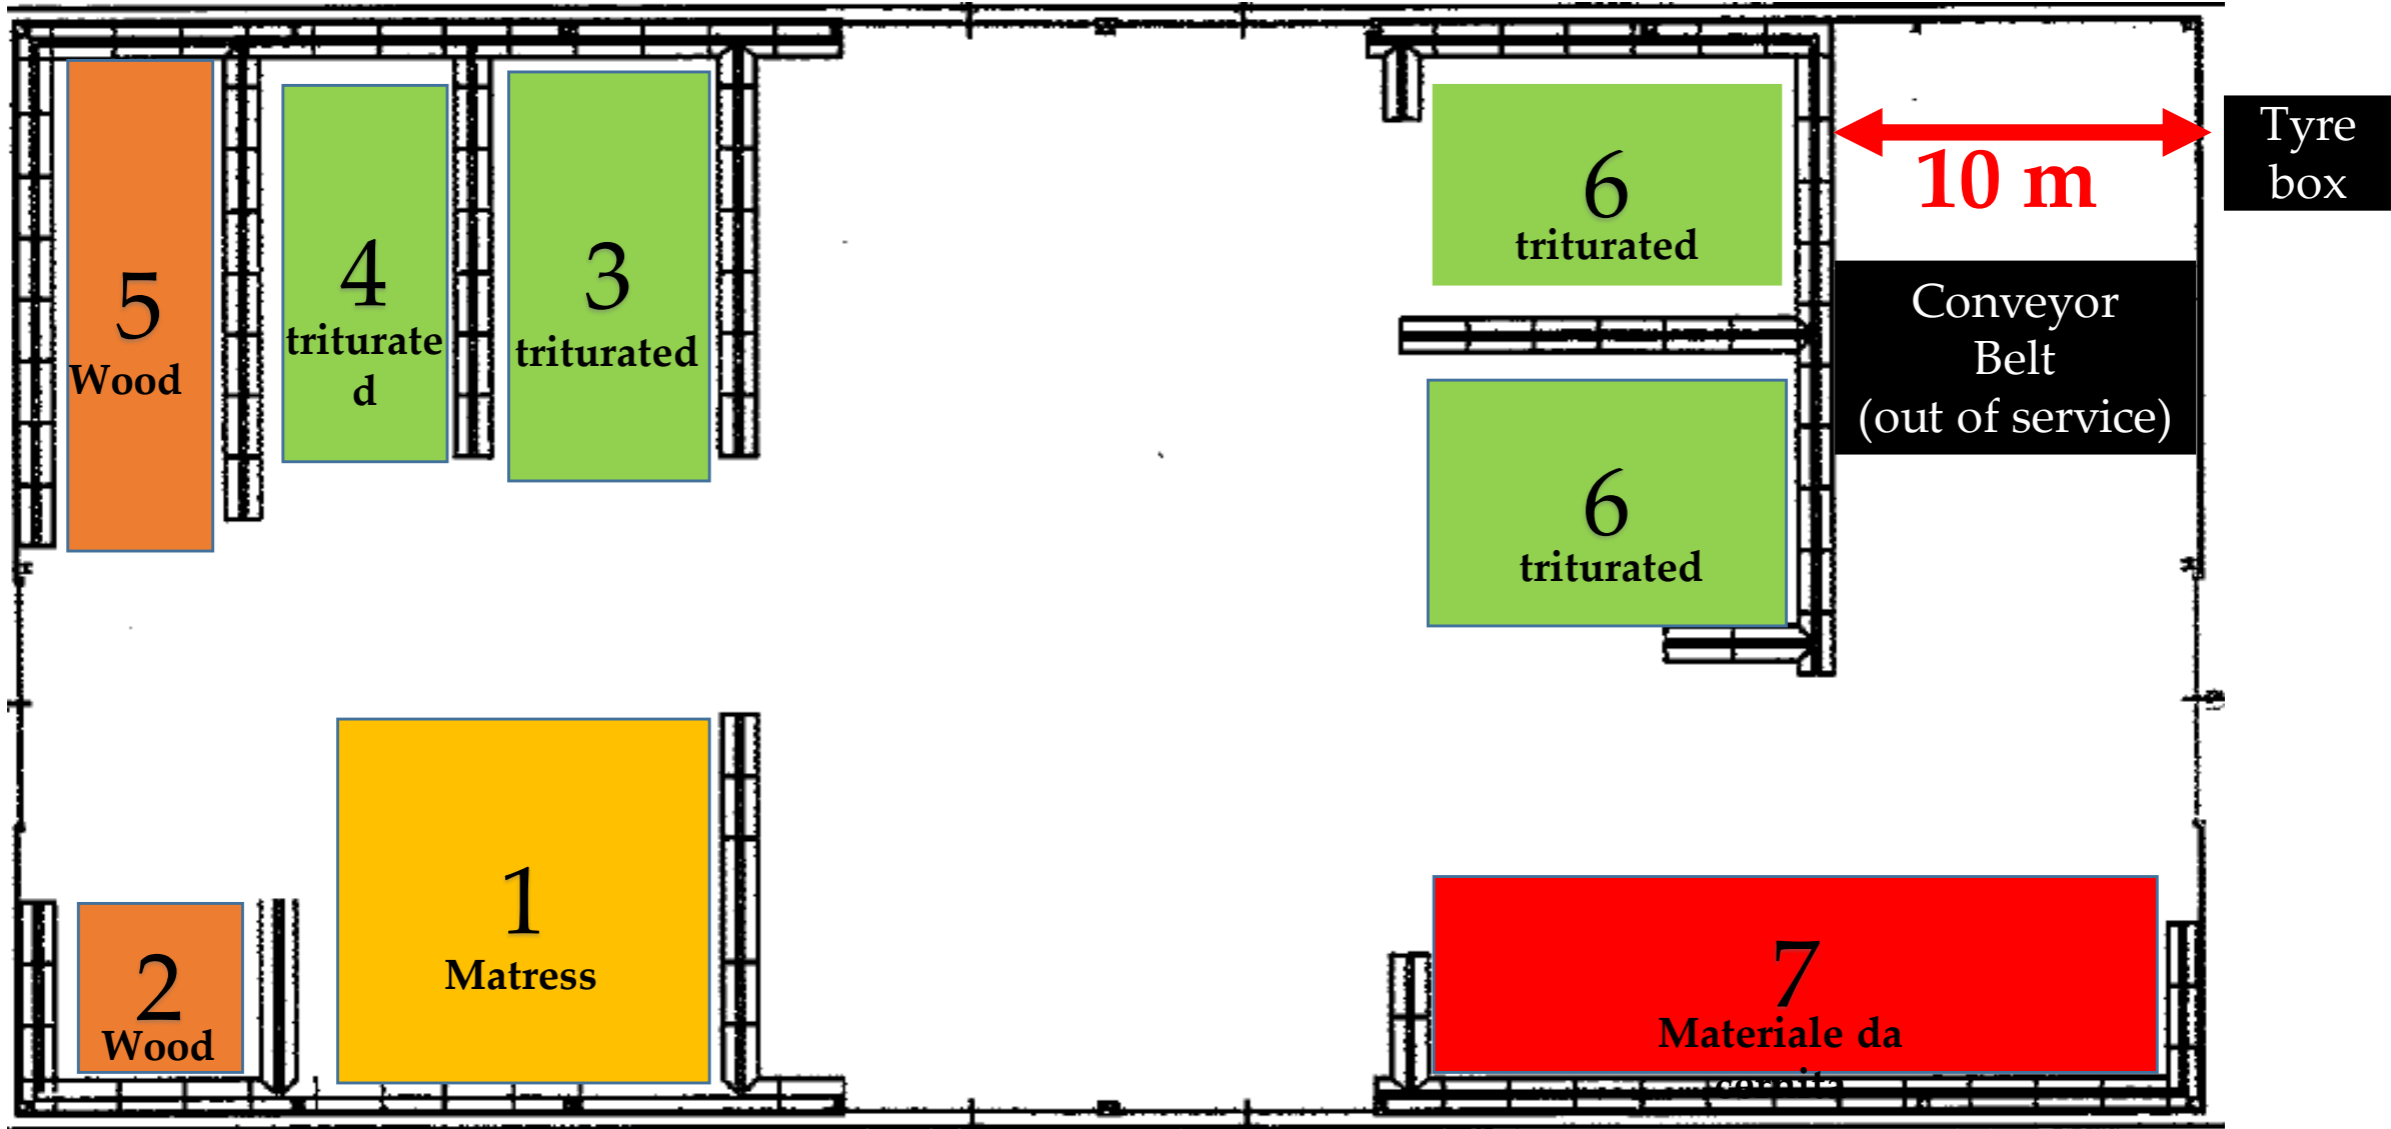 5
Wood
4
triturate
d
3
triturated
6
triturated
10 m
Tyre
box
Conveyor
Belt
(out of service)
6
triturated
2
Wood
1
Matress
7
Materiale da
cernita